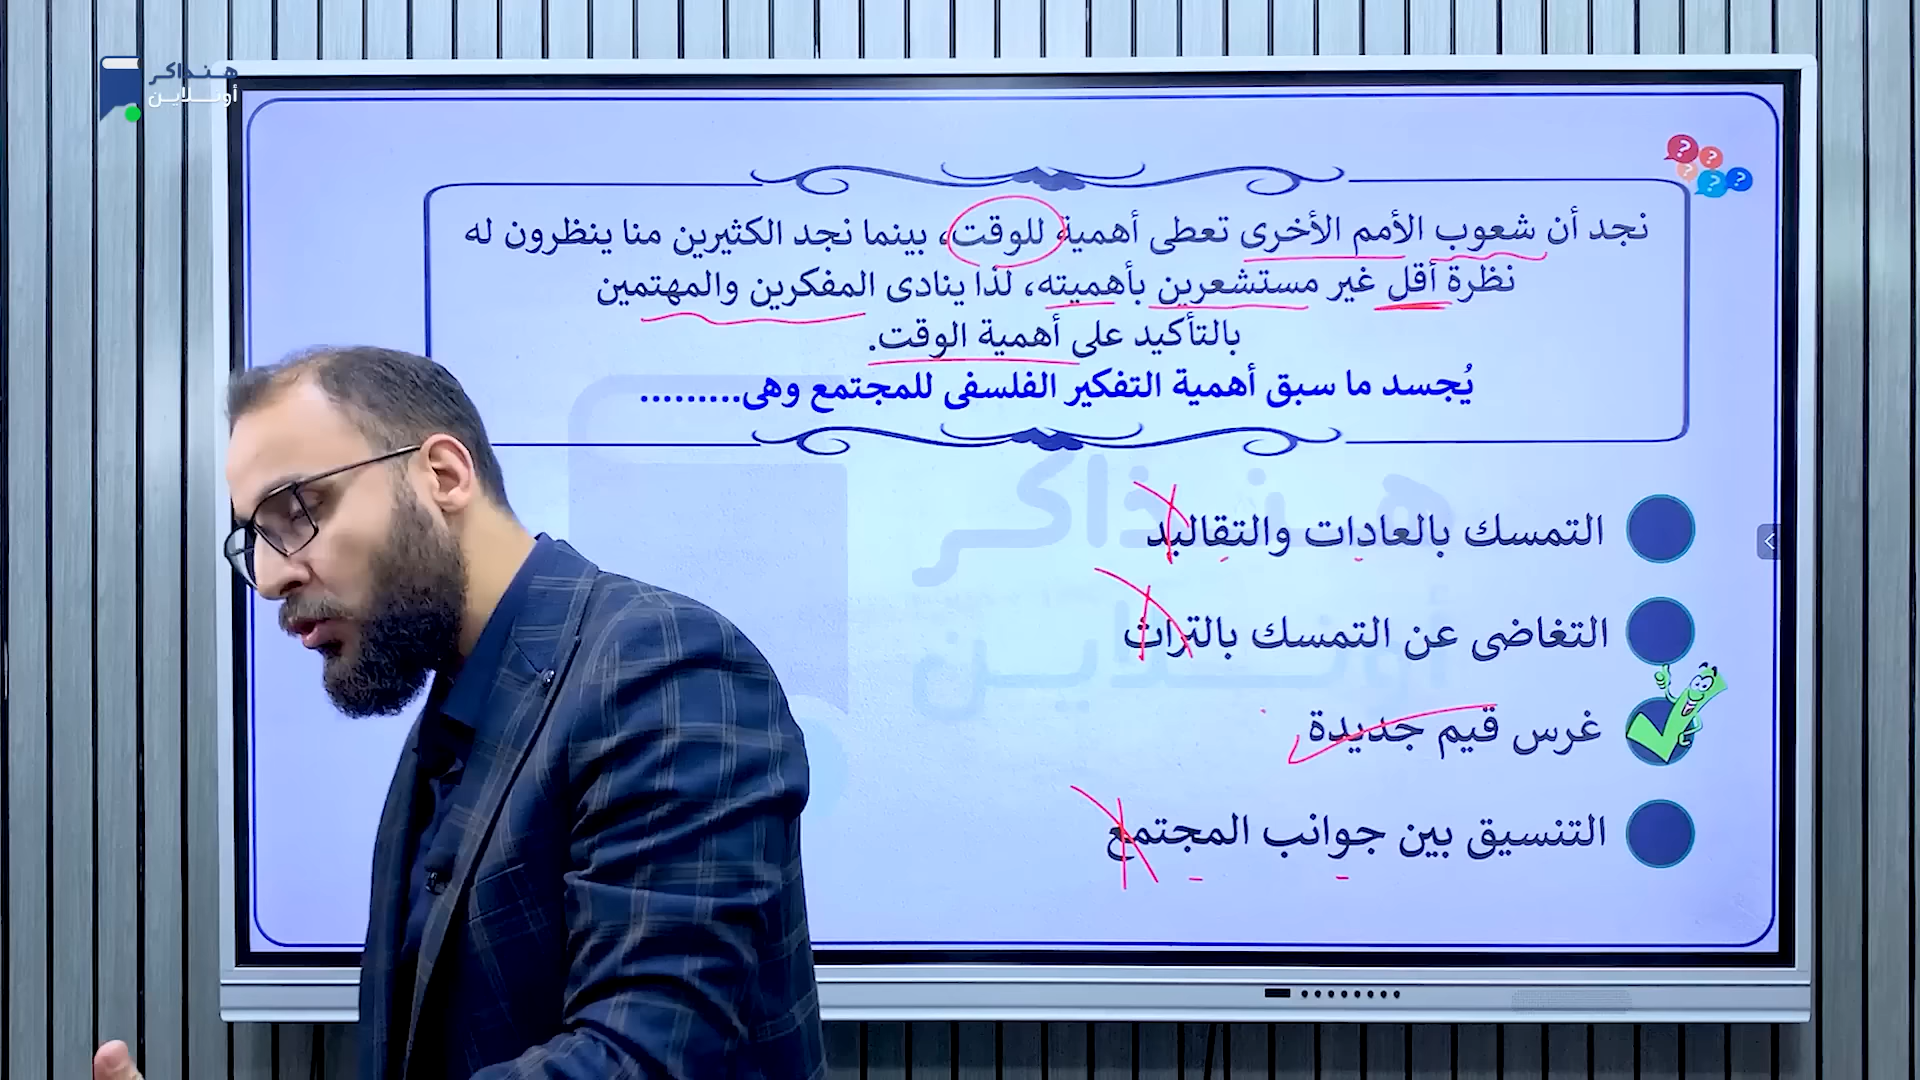 هنذاكر
أونلاين
نجد أن شعوب الأمم الأخرى تعطى أهمية للوقت، بينما نجد الكثيرين منا ينظرون له
نظرة أقل غير مستشعرين بأهميته، لذا ينادى المفكرين والمهتمين
بالتأكيد على أهمية الوقت.
يُجسد ما سبق أهمية التفكير الفلسفى للمجتمع وهى.........
هنذاكر
أونلاين
التمسك بالعادات والتقاليد
التغاضى عن التمسك بالتراث
غرس قيم جديدة
التنسيق بين جوانب المجتمع